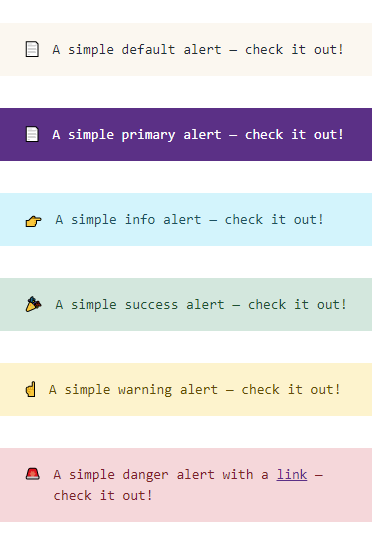 A simple default alert — check it out!
A simple primary alert — check it out!
A simple info alert — check it out!
A simple success alert — check it out!
A simple warning alert — check it out!
A simple danger alert with a link —
check it out!